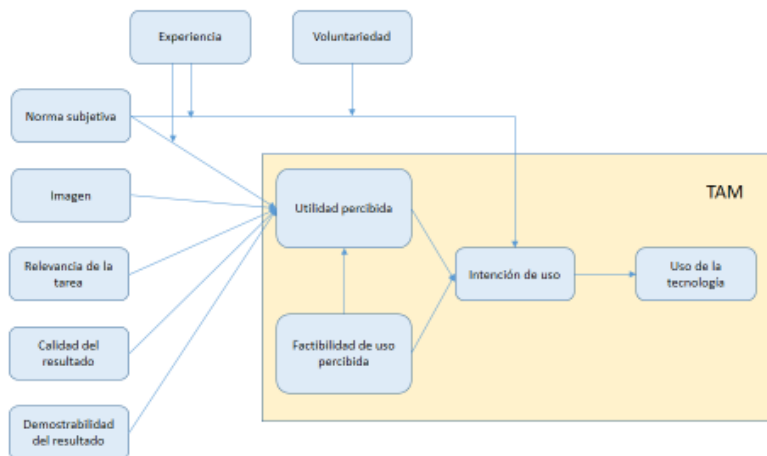 Experiencia
Voluntariedad
Norma subjetiva
Imagen
Utilidad percibida
TAM
Relevancia de la
tarea
Intención de uso
Uso de la
tecnología
Calidad del
resultado
Factibilidad de uso
percibida
Demostrabilidad
del resultado